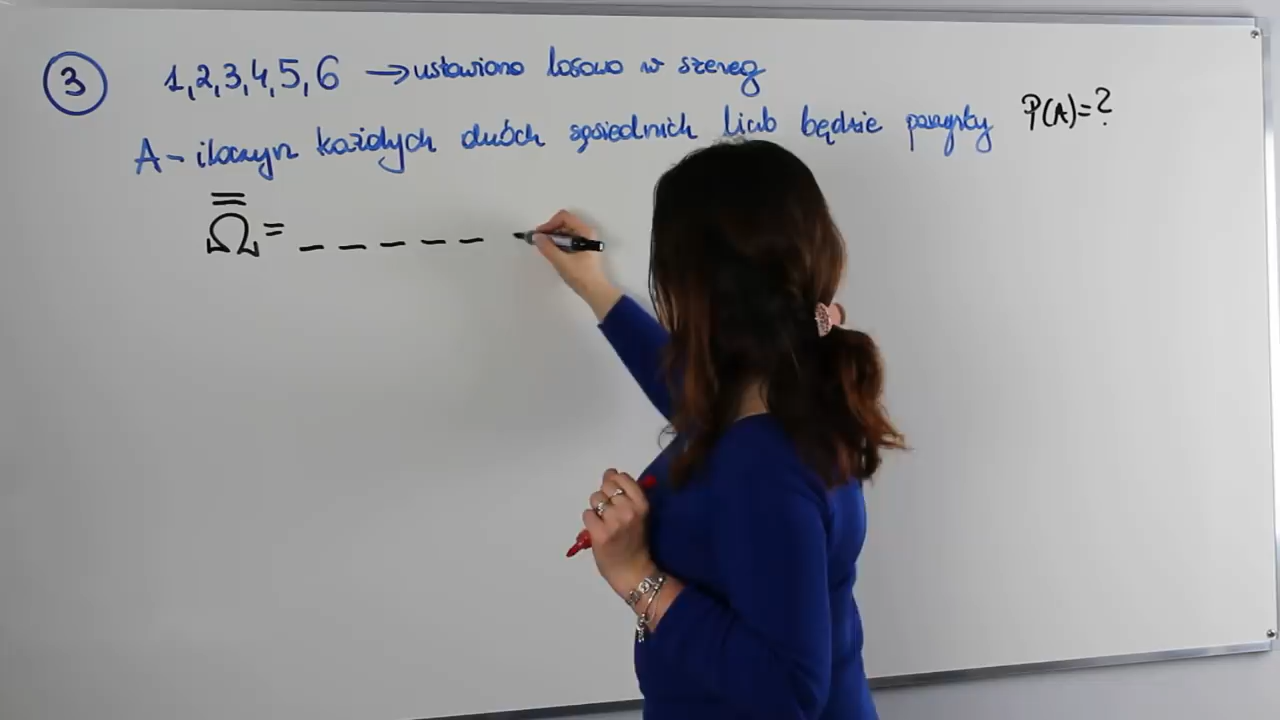 3 1,2,3,4,5,6 → ustawiono losowo w szereg
A - iloczyn każdych dwóch sąsiednich liczb będzie parzysty P(A)=?
Ω̿ = _ _ _ _ _